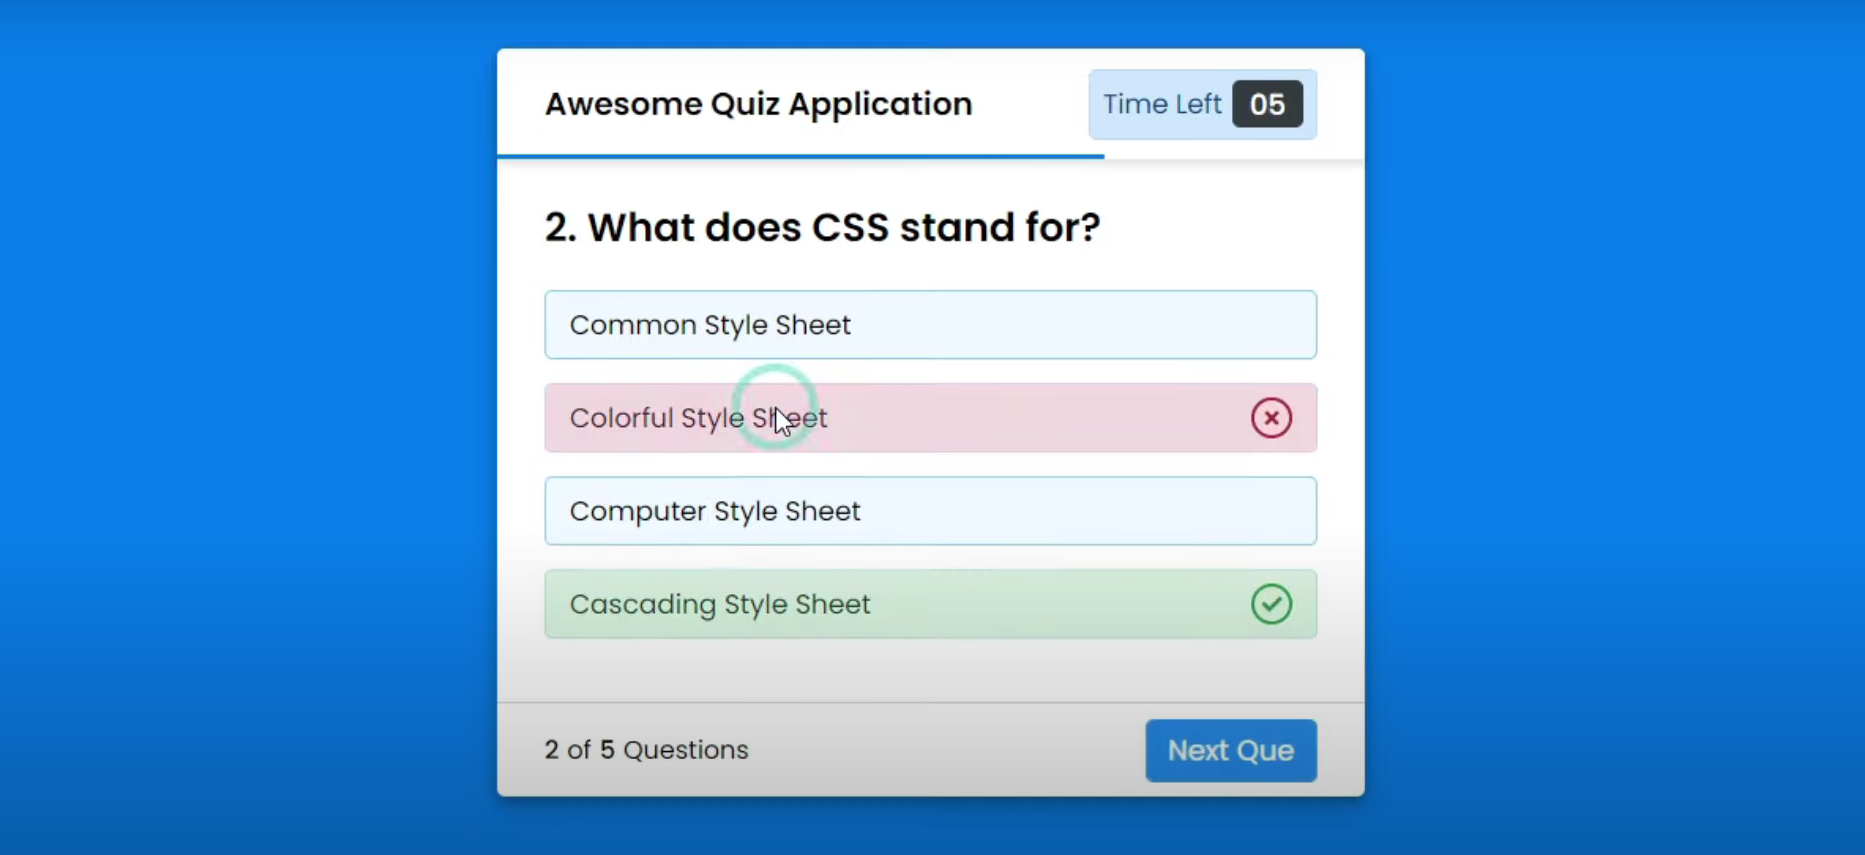 Awesome Quiz Application
Time Left 05
2. What does CSS stand for?
Common Style Sheet
Colorful Style Sheet
Computer Style Sheet
Cascading Style Sheet
2 of 5 Questions
Next Que